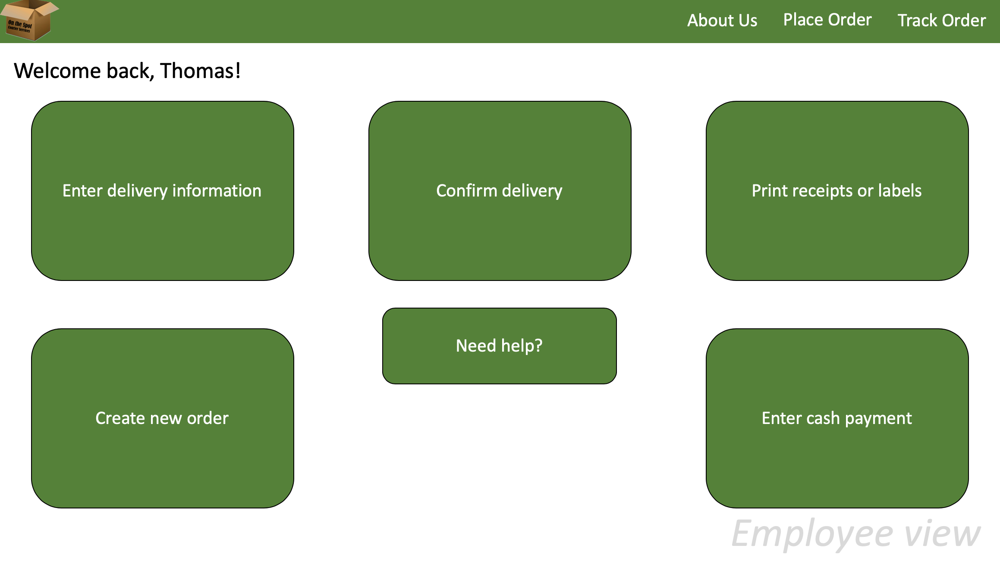 On the Spot
Courier Services
About Us
Place Order
Track Order
Welcome back, Thomas!
Enter delivery information
Confirm delivery
Print receipts or labels
Need help?
Create new order
Enter cash payment
Employee view